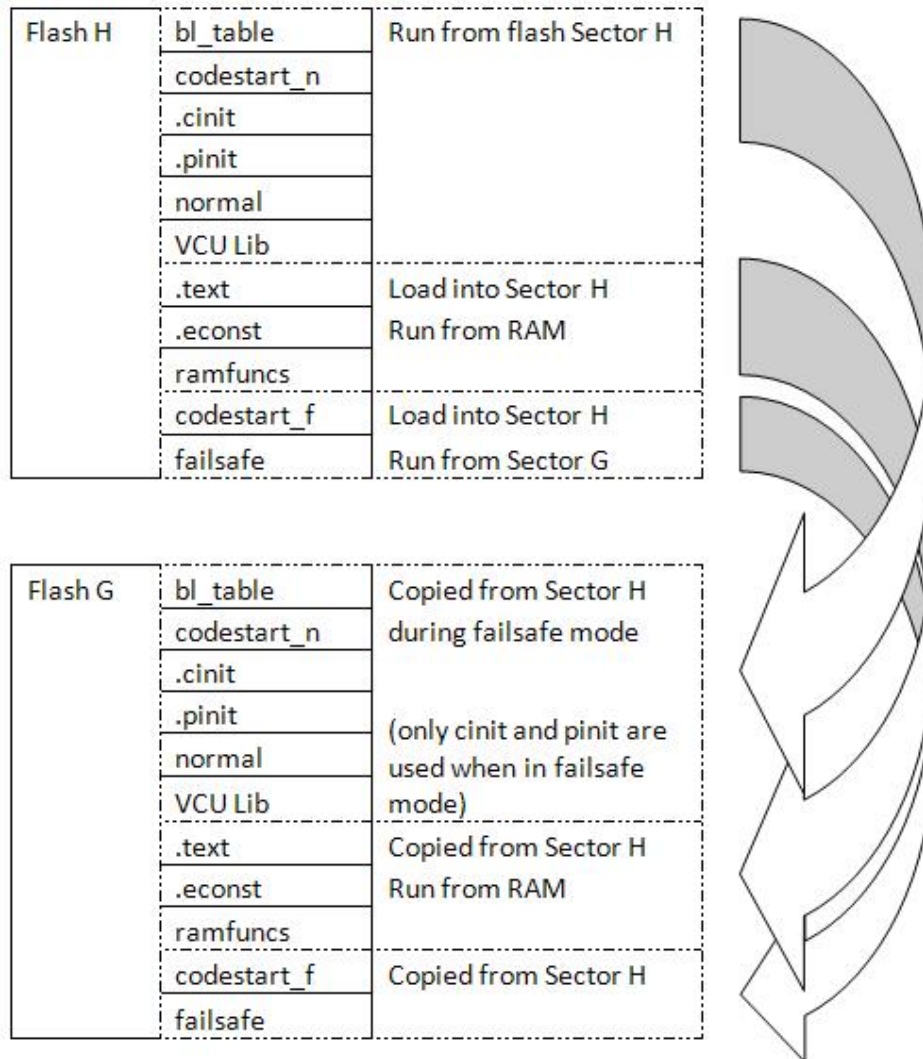 Flash H bl_table Run from flash Sector H
codestart_n
.cinit
.pinit
normal
VCU Lib
.text Load into Sector H
.econst Run from RAM
ramfuncs
codestart_f Load into Sector H
failsafe Run from Sector G
Flash G bl_table Copied from Sector H
codestart_n during failsafe mode
.cinit
.pinit (only cinit and pinit are
normal used when in failsafe
VCU Lib mode)
.text Copied from Sector H
.econst Run from RAM
ramfuncs
codestart_f Copied from Sector H
failsafe